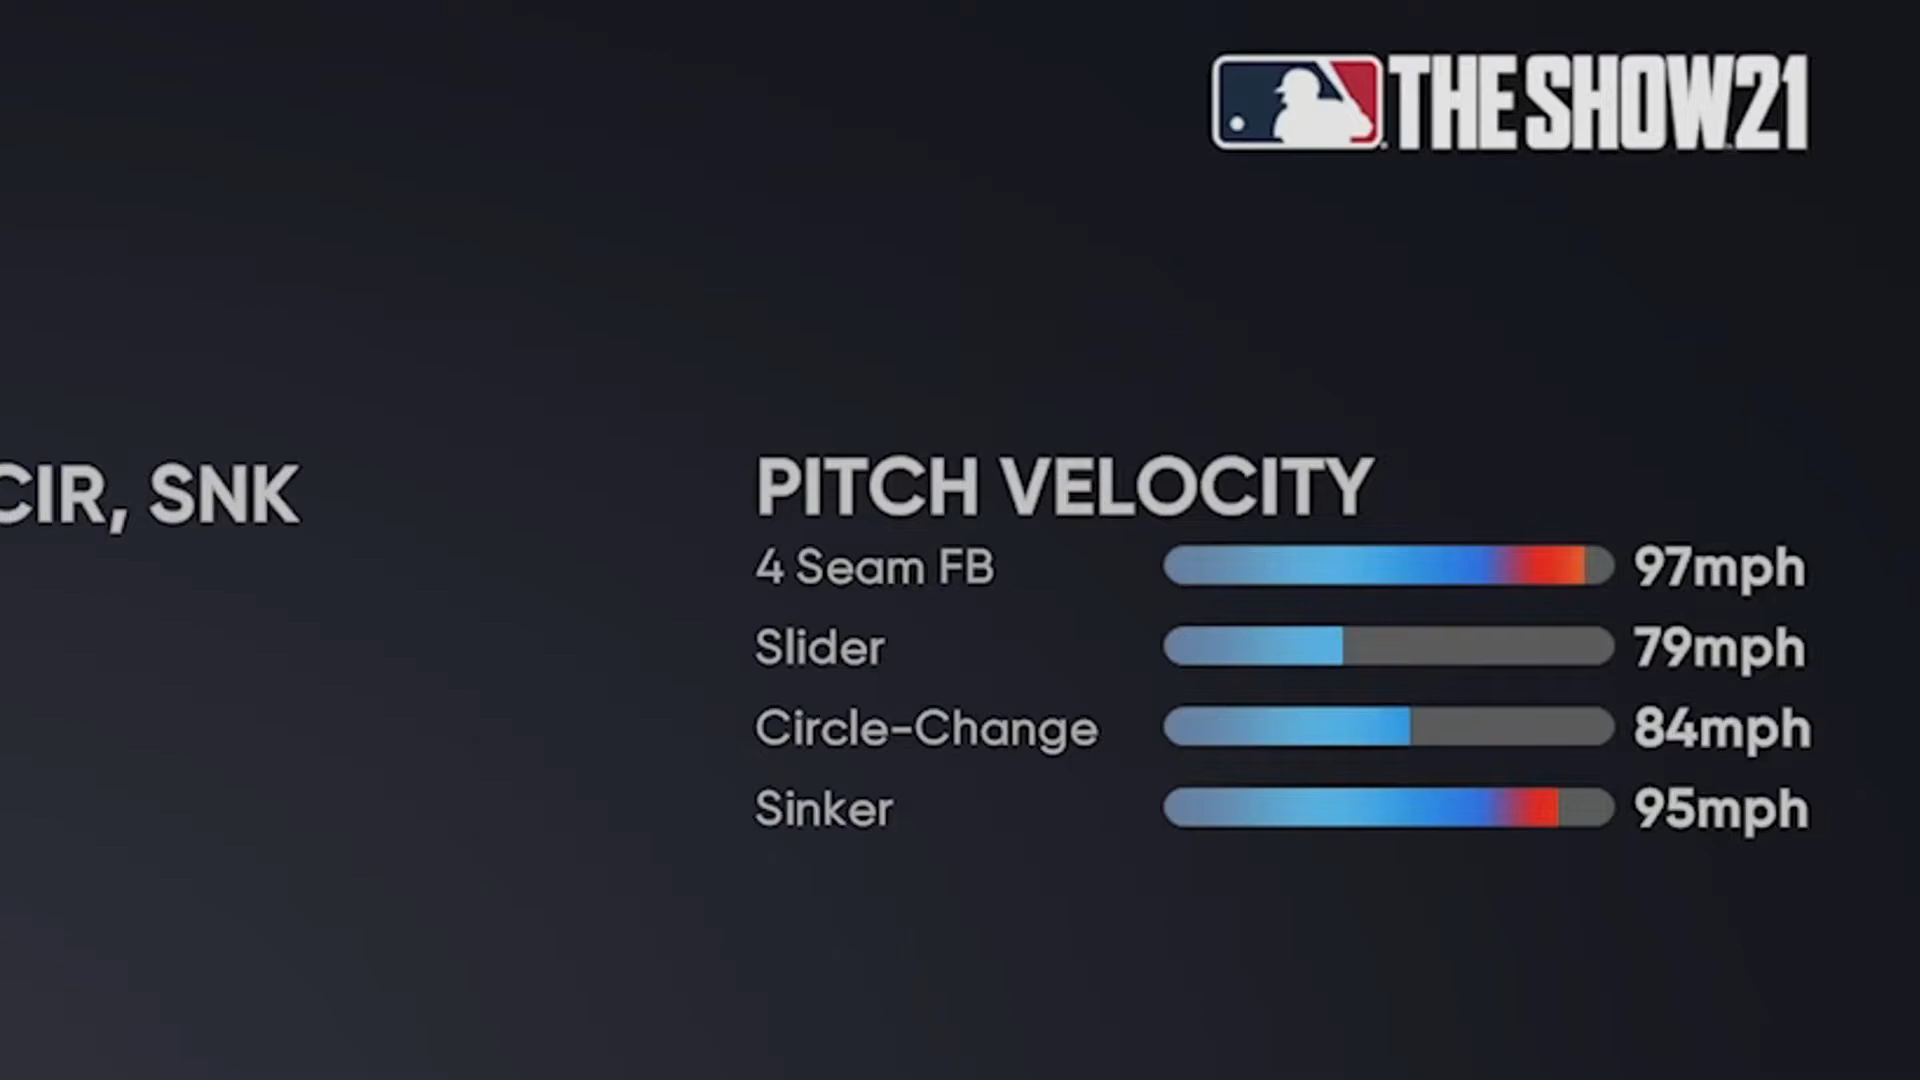 THE SHOW 21
CIR, SNK
PITCH VELOCITY
4 Seam FB 97mph
Slider 79mph
Circle-Change 84mph
Sinker 95mph